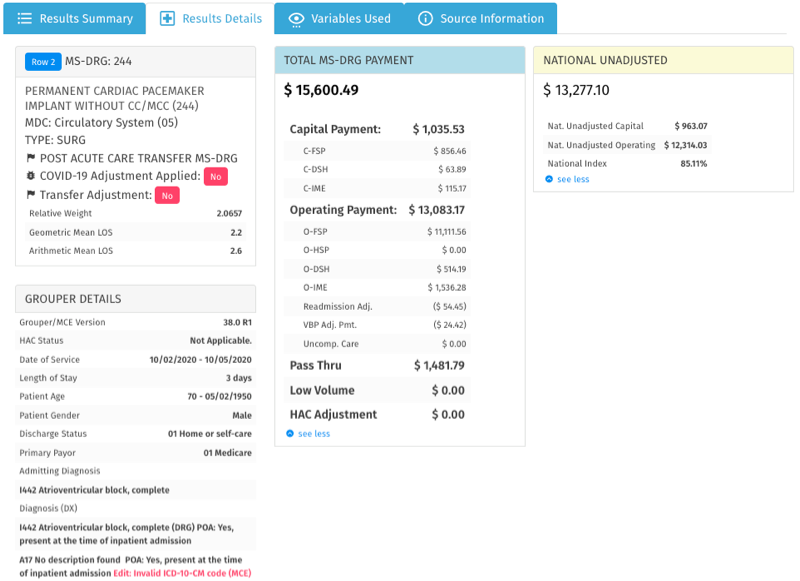 Results Summary
Results Details
Variables Used
Source Information
Row 2 MS-DRG: 244
PERMANENT CARDIAC PACEMAKER
IMPLANT WITHOUT CC/MCC (244)
MDC: Circulatory System (05)
TYPE: SURG
POST ACUTE CARE TRANSFER MS-DRG
COVID-19 Adjustment Applied: No
Transfer Adjustment: No
Relative Weight 2.0657
Geometric Mean LOS 2.2
Arithmetic Mean LOS 2.6
GROUPER DETAILS
Grouper/MCE Version 38.0 R1
HAC Status Not Applicable.
Date of Service 10/02/2020 - 10/05/2020
Length of Stay 3 days
Patient Age 70 - 05/02/1950
Patient Gender Male
Discharge Status 01 Home or self-care
Primary Payor 01 Medicare
Admitting Diagnosis
I442 Atrioventricular block, complete
Diagnosis (DX)
I442 Atrioventricular block, complete (DRG) POA: Yes,
present at the time of inpatient admission
A17 No description found POA: Yes, present at the time
of inpatient admission Edit: Invalid ICD-10-CM code (MCE)
TOTAL MS-DRG PAYMENT
$ 15,600.49
Capital Payment: $ 1,035.53
C-FSP $ 856.46
C-DSH $ 63.89
C-IME $ 115.17
Operating Payment: $ 13,083.17
O-FSP $ 11,111.56
O-HSP $ 0.00
O-DSH $ 514.19
O-IME $ 1,536.28
Readmission Adj. ($ 54.45)
VBP Adj. Pmt. ($ 24.42)
Uncomp. Care $ 0.00
Pass Thru $ 1,481.79
Low Volume $ 0.00
HAC Adjustment $ 0.00
see less
NATIONAL UNADJUSTED
$ 13,277.10
Nat. Unadjusted Capital $ 963.07
Nat. Unadjusted Operating $ 12,314.03
National Index 85.11%
see less